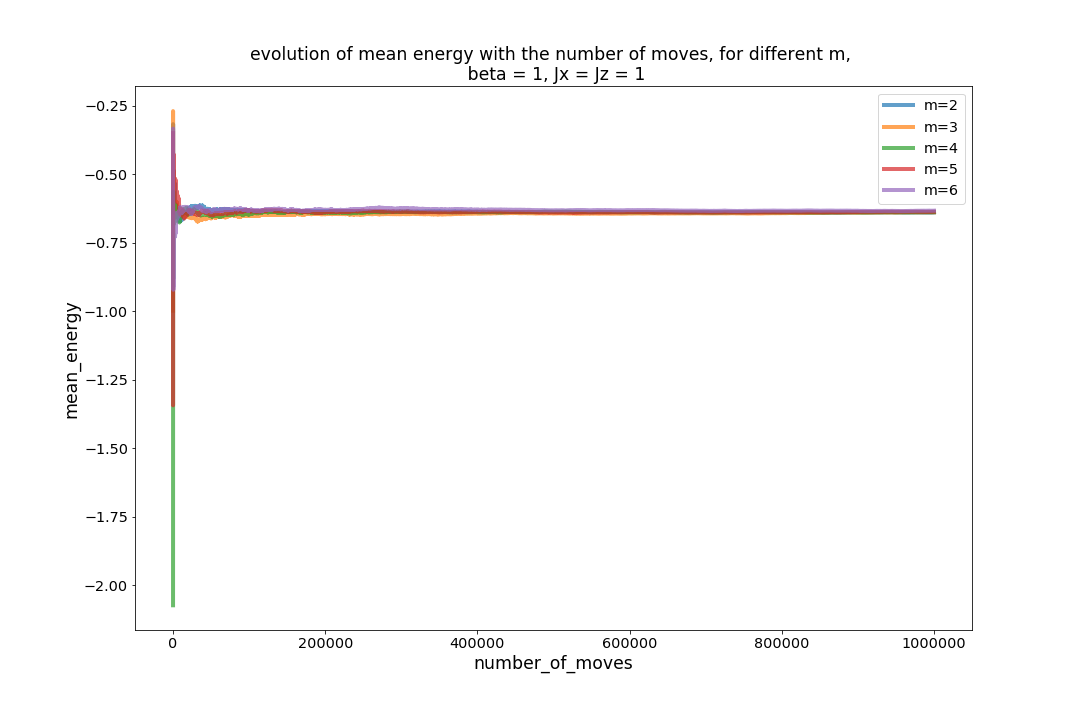 evolution of mean energy with the number of moves, for different m,
beta = 1, Jx = Jz = 1
m=2
m=3
m=4
m=5
m=6
mean_energy
−0.25
−0.50
−0.75
−1.00
−1.25
−1.50
−1.75
−2.00
0
200000
400000
600000
800000
1000000
number_of_moves